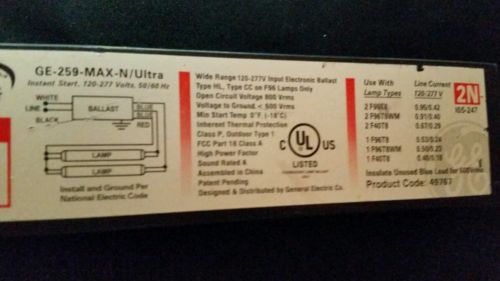 GE-259-MAX-N/Ultra
Instant Start, 120-277 Volts, 50/60 Hz
WHITE
LINE
BLACK
BALLAST
BLUE
BLUE
RED
LAMP
LAMP
Install and Ground Per
National Electric Code
Wide Range 120-277V Input Electronic Ballast
Type HL, Type CC on F96 Lamps Only
Open Circuit Voltage 800 Vrms
Voltage to Ground < 500 Vrms
Min Start Temp 0°F (-18°C)
Inherent Thermal Protection
Class P, Outdoor Type 1
FCC Part 18 Class A
High Power Factor
Sound Rated A
Assembled in China
Patent Pending
Designed & Distributed by General Electric Co.
C UL US
LISTED
Use With
Lamp Types
Line Current
120-277 V
2 F96T8 0.95/0.42
2 F96T8WM 0.91/0.40
2 F40T8 0.67/0.29
1 F96T8 0.53/0.24
1 F96T8WM 0.50/0.23
1 F40T8 0.40/0.18
2N
165-247
Insulate Unused Blue Lead for 600Vrms
Product Code: 49767